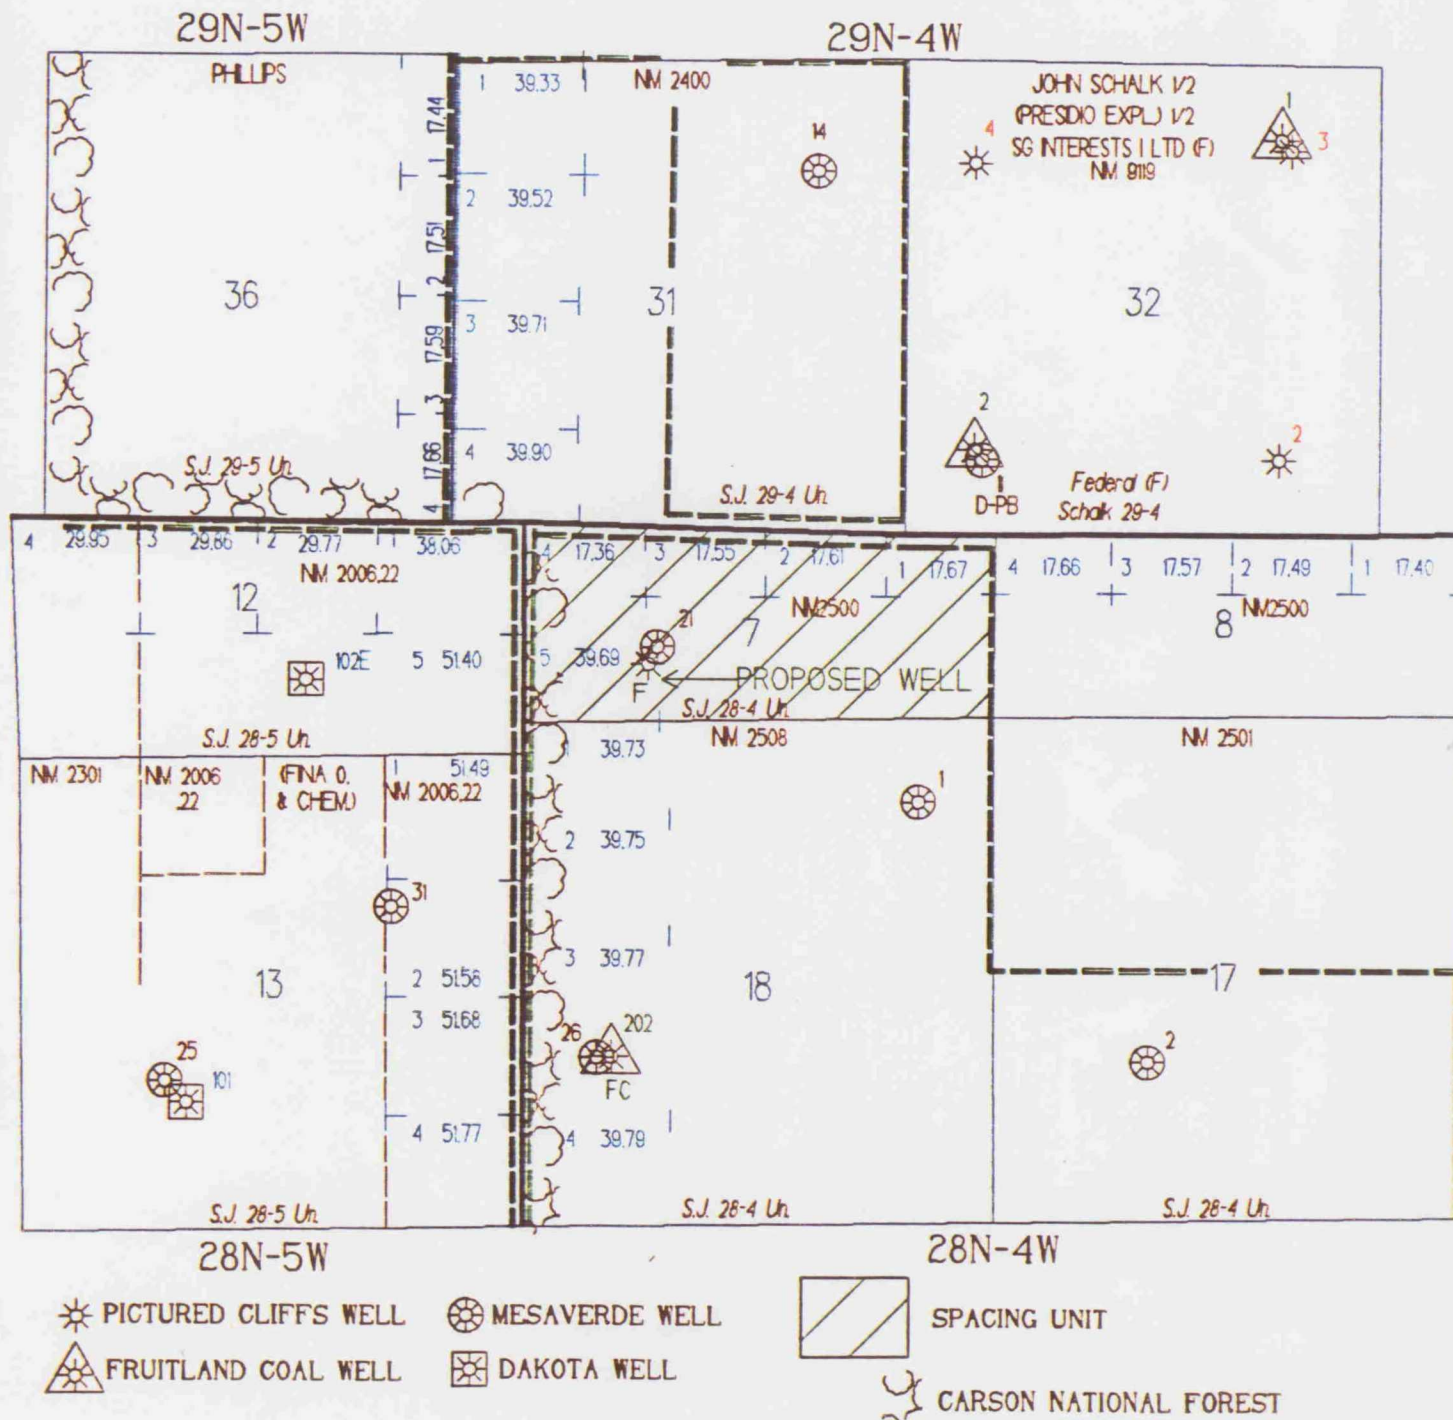 29N-5W
29N-4W
PHILLIPS
17.44
1
17.51
2
17.59
3
17.66
4
36
S.J. 29-5 Un.
1 39.33
NM 2400
2 39.52
3 39.71
4 39.90
14
31
S.J. 29-4 Un.
JOHN SCHALK 1/2
(PRESIDIO EXPL.) 1/2
SG INTERESTS I LTD (F)
NM 9119
4
1
3
32
2
D-PB
2
Federal (F)
Schalk 29-4
4 29.95 3 29.86 2 29.77 1 38.06
NM 2006,22
12
102E
5 51.40
S.J. 28-5 Un.
4 17.36 3 17.55 2 17.61 1 17.67
NM2500
21
7
5 39.69
F
PROPOSED WELL
S.J. 28-4 Un.
4 17.66 3 17.57 2 17.49 1 17.40
NM2500
8
NM 2301
NM 2006
22
(FINA O.
& CHEM.)
1 51.49
NM 2006,22
31
2 51.58
13
3 51.68
25
101
4 51.77
S.J. 28-5 Un.
1 39.73
NM 2508
1
2 39.75
3 39.77
18
26
202
FC
4 39.79
S.J. 28-4 Un.
NM 2501
17
2
S.J. 28-4 Un.
28N-5W
28N-4W
PICTURED CLIFFS WELL
MESAVERDE WELL
SPACING UNIT
FRUITLAND COAL WELL
DAKOTA WELL
CARSON NATIONAL FOREST